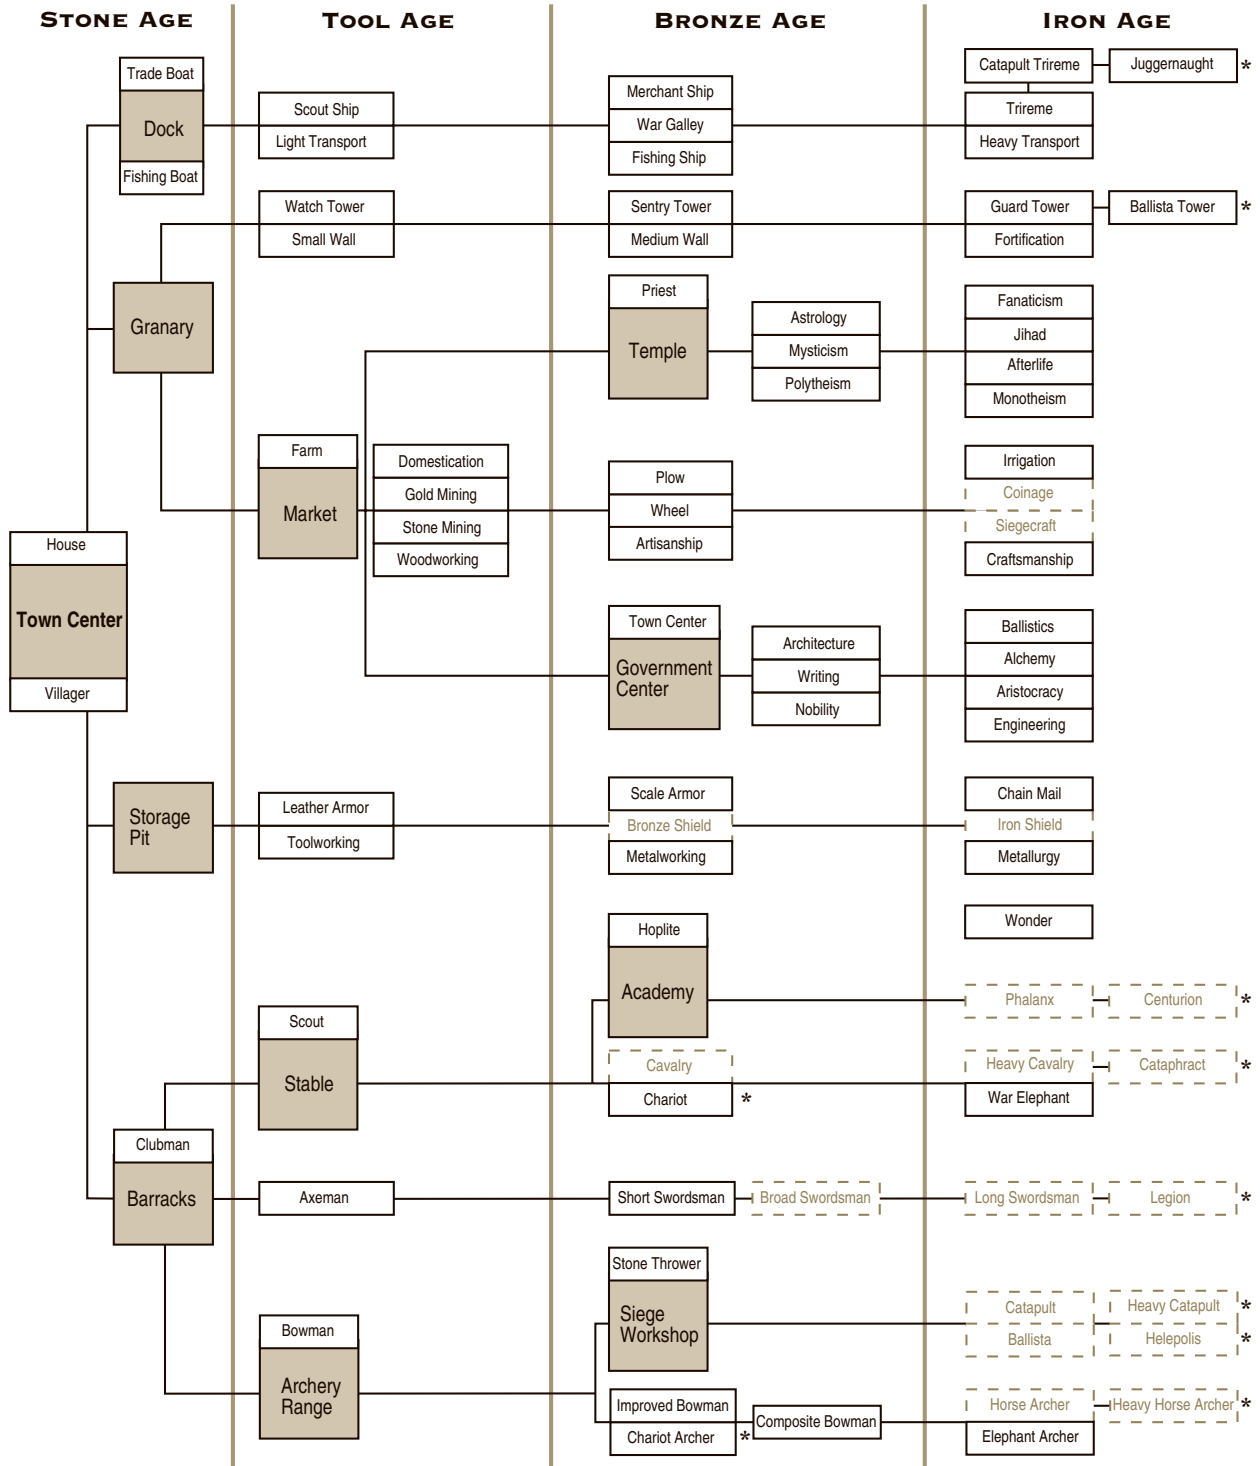 STONE AGE
TOOL AGE
BRONZE AGE
IRON AGE
Trade Boat
Dock
Fishing Boat
Scout Ship
Light Transport
Merchant Ship
War Galley
Fishing Ship
Catapult Trireme
Juggernaught *
Trireme
Heavy Transport
Granary
Watch Tower
Small Wall
Sentry Tower
Medium Wall
Guard Tower
Ballista Tower *
Fortification
Priest
Temple
Astrology
Mysticism
Polytheism
Fanaticism
Jihad
Afterlife
Monotheism
Farm
Market
Domestication
Gold Mining
Stone Mining
Woodworking
Plow
Wheel
Artisanship
Irrigation
Coinage
Siegecraft
Craftsmanship
House
Town Center
Villager
Town Center
Government
Center
Architecture
Writing
Nobility
Ballistics
Alchemy
Aristocracy
Engineering
Storage
Pit
Leather Armor
Toolworking
Scale Armor
Bronze Shield
Metalworking
Chain Mail
Iron Shield
Metallurgy
Wonder
Hoplite
Academy
Phalanx
Centurion *
Scout
Stable
Cavalry
Chariot *
Heavy Cavalry
Cataphract *
War Elephant
Clubman
Barracks
Axeman
Short Swordsman
Broad Swordsman
Long Swordsman
Legion *
Stone Thrower
Siege
Workshop
Catapult
Heavy Catapult *
Ballista
Helepolis *
Bowman
Archery
Range
Improved Bowman
Chariot Archer *
Composite Bowman
Horse Archer
Heavy Horse Archer *
Elephant Archer